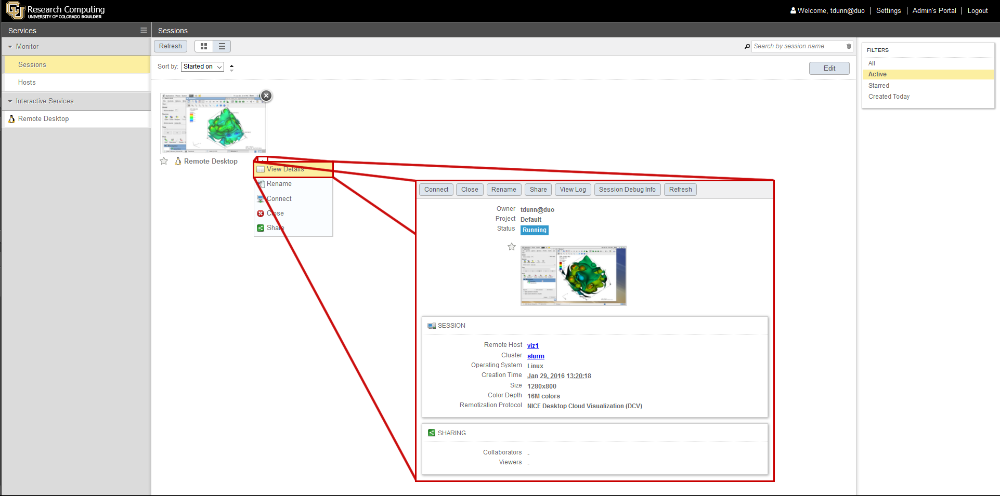 Research Computing
UNIVERSITY OF COLORADO BOULDER
Welcome, tdunn@duo
Settings
Admin's Portal
Logout
Services
Sessions
Monitor
Sessions
Hosts
Interactive Services
Remote Desktop
Refresh
Search by session name
Sort by: Started on
Edit
FILTERS
All
Active
Starred
Created Today
Remote Desktop
View Details
Rename
Connect
Close
Share
Connect
Close
Rename
Share
View Log
Session Debug Info
Refresh
Owner tdunn@duo
Project Default
Status Running
SESSION
Remote Host viz1
Cluster slurm
Operating System Linux
Creation Time Jan 29, 2016 13:20:18
Size 1280x800
Color Depth 16M colors
Remotization Protocol NICE Desktop Cloud Visualization (DCV)
SHARING
Collaborators -
Viewers -